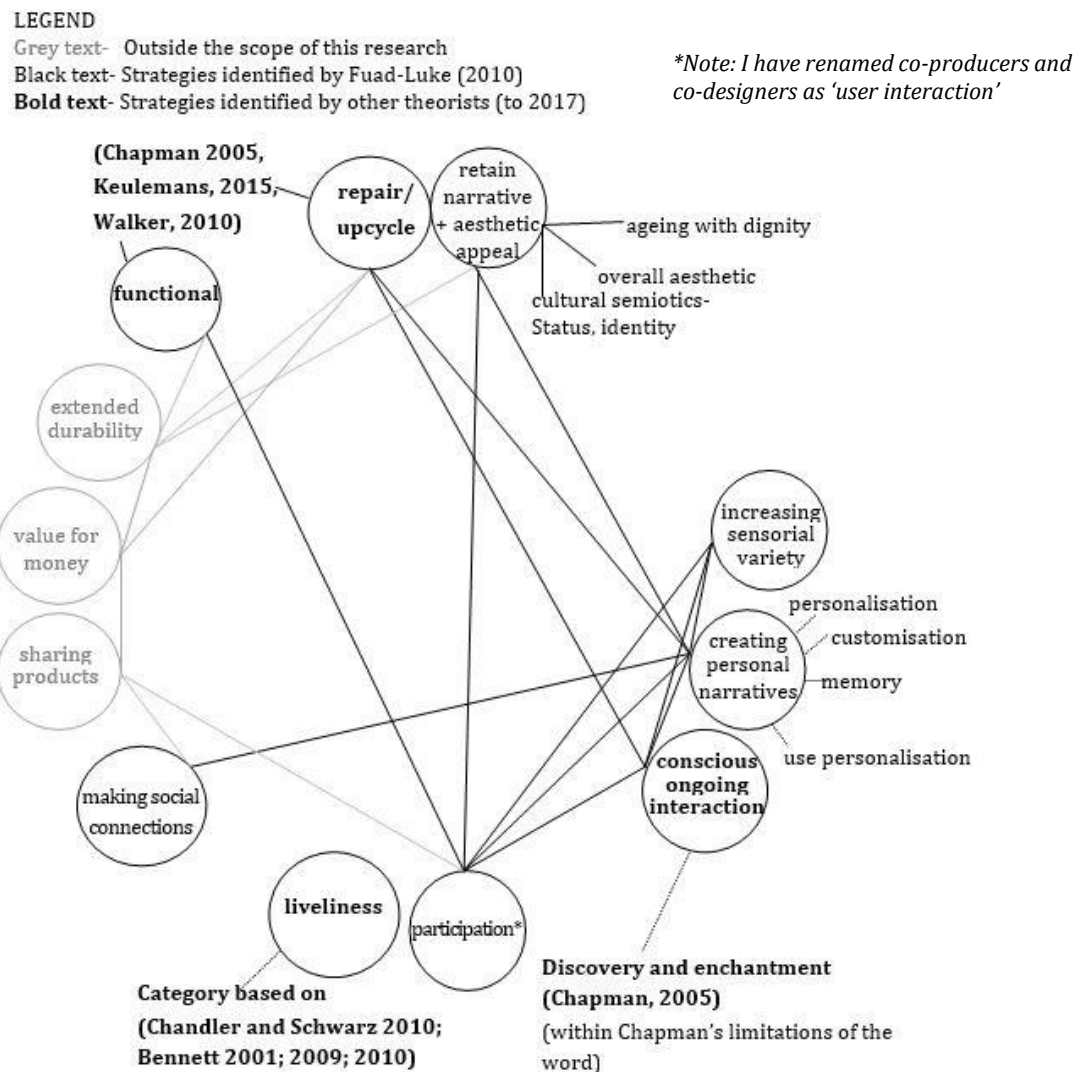 LEGEND
Grey text- Outside the scope of this research
Black text- Strategies identified by Fuad-Luke (2010)
Bold text- Strategies identified by other theorists (to 2017)
*Note: I have renamed co-producers and
co-designers as ‘user interaction’
(Chapman 2005,
Keulemans, 2015,
Walker, 2010)
repair/
upcycle
retain
narrative
+ aesthetic
appeal
ageing with dignity
overall aesthetic
cultural semiotics-
Status, identity
functional
extended
durability
value for
money
sharing
products
making social
connections
increasing
sensorial
variety
personalisation
customisation
creating
personal
narratives
memory
use personalisation
conscious
ongoing
interaction
liveliness
participation*
Category based on
(Chandler and Schwarz 2010;
Bennett 2001; 2009; 2010)
Discovery and enchantment
(Chapman, 2005)
(within Chapman’s limitations of the
word)